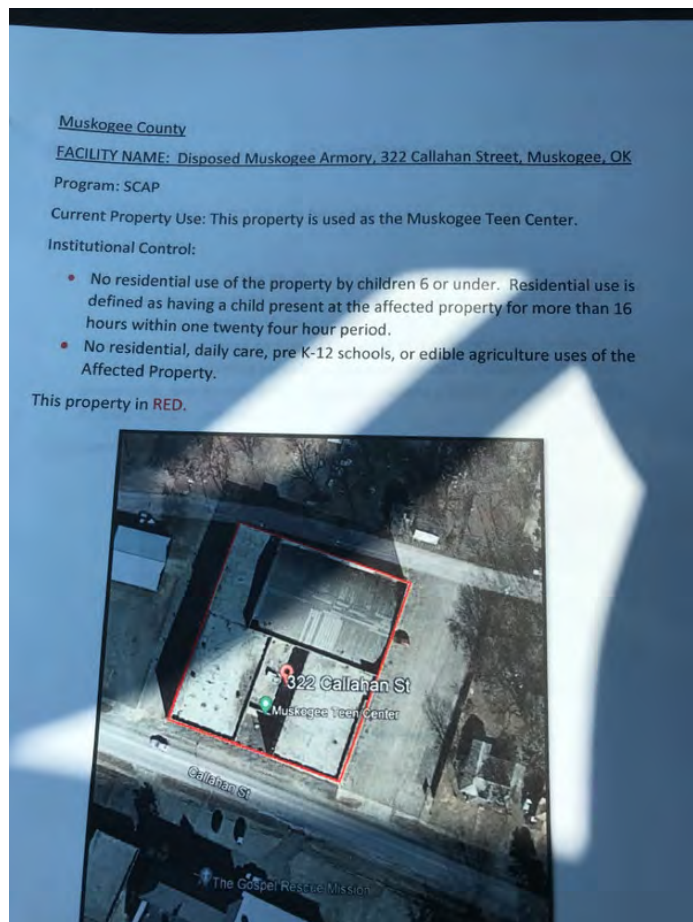 Muskogee County
FACILITY NAME: Disposed Muskogee Armory, 322 Callahan Street, Muskogee, OK
Program: SCAP
Current Property Use: This property is used as the Muskogee Teen Center.
Institutional Control:
• No residential use of the property by children 6 or under. Residential use is
defined as having a child present at the affected property for more than 16
hours within one twenty four hour period.
• No residential, daily care, pre K-12 schools, or edible agriculture uses of the
Affected Property.
This property in RED.
322 Callahan St
Muskogee Teen Center
Callahan St
The Gospel Rescue Mission